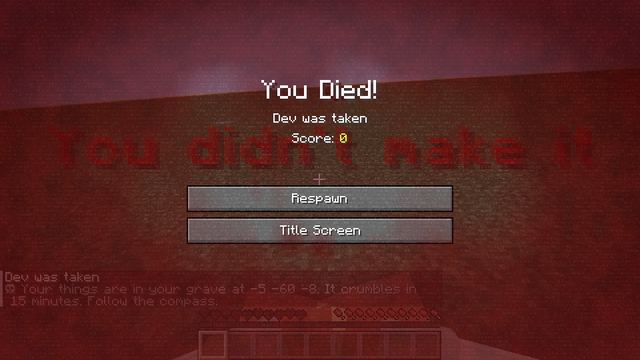 You Died!
Dev was taken
Score: 0
You didn't make it
Respawn
Title Screen
Dev was taken
☠ Your things are in your grave at -5 -60 -8. It crumbles in
15 minutes. Follow the compass.